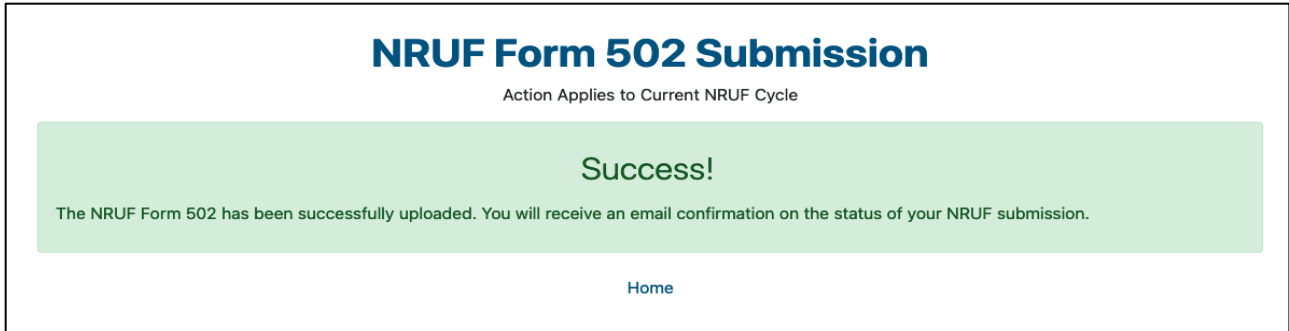 NRUF Form 502 Submission
Action Applies to Current NRUF Cycle
Success!
The NRUF Form 502 has been successfully uploaded. You will receive an email confirmation on the status of your NRUF submission.
Home